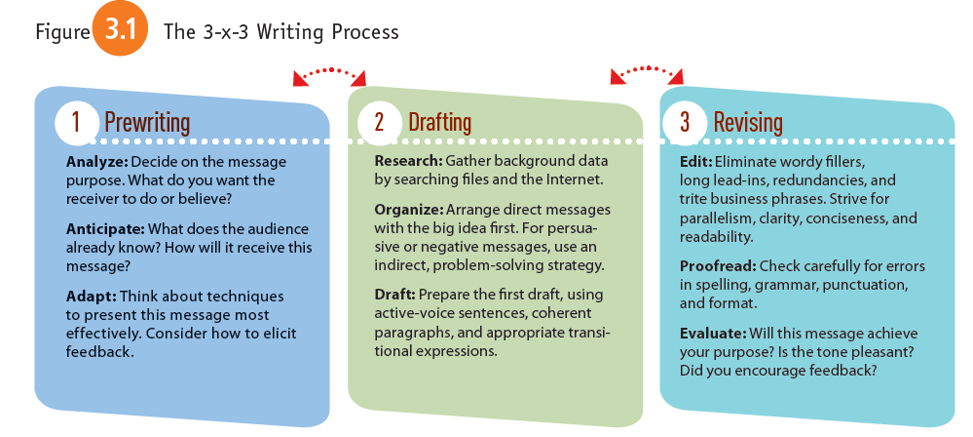 Figure 3.1 The 3-x-3 Writing Process
1 Prewriting
Analyze: Decide on the message
purpose. What do you want the
receiver to do or believe?
Anticipate: What does the audience
already know? How will it receive this
message?
Adapt: Think about techniques
to present this message most
effectively. Consider how to elicit
feedback.
2 Drafting
Research: Gather background data
by searching files and the Internet.
Organize: Arrange direct messages
with the big idea first. For persua-
sive or negative messages, use an
indirect, problem-solving strategy.
Draft: Prepare the first draft, using
active-voice sentences, coherent
paragraphs, and appropriate transi-
tional expressions.
3 Revising
Edit: Eliminate wordy fillers,
long lead-ins, redundancies, and
trite business phrases. Strive for
parallelism, clarity, conciseness, and
readability.
Proofread: Check carefully for errors
in spelling, grammar, punctuation,
and format.
Evaluate: Will this message achieve
your purpose? Is the tone pleasant?
Did you encourage feedback?